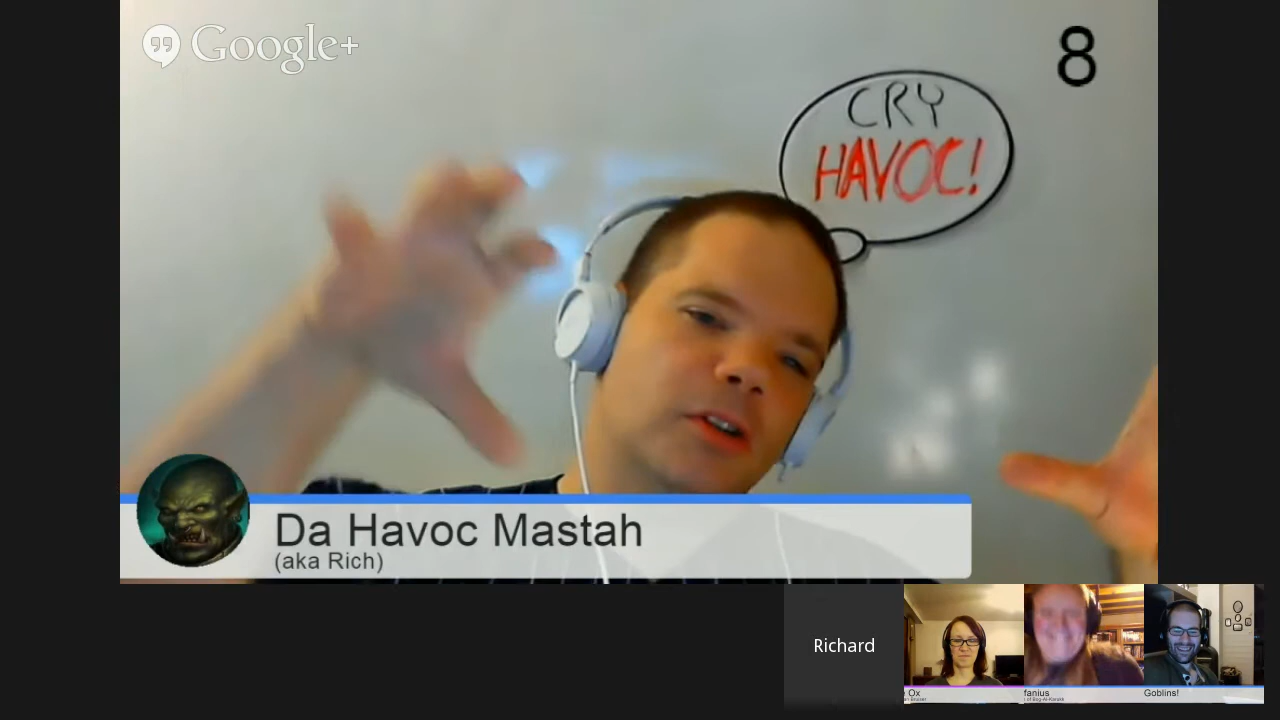 Google+
8
CRY
HAVOC!
Da Havoc Mastah
(aka Rich)
Richard
Ox
fanius
Goblins!